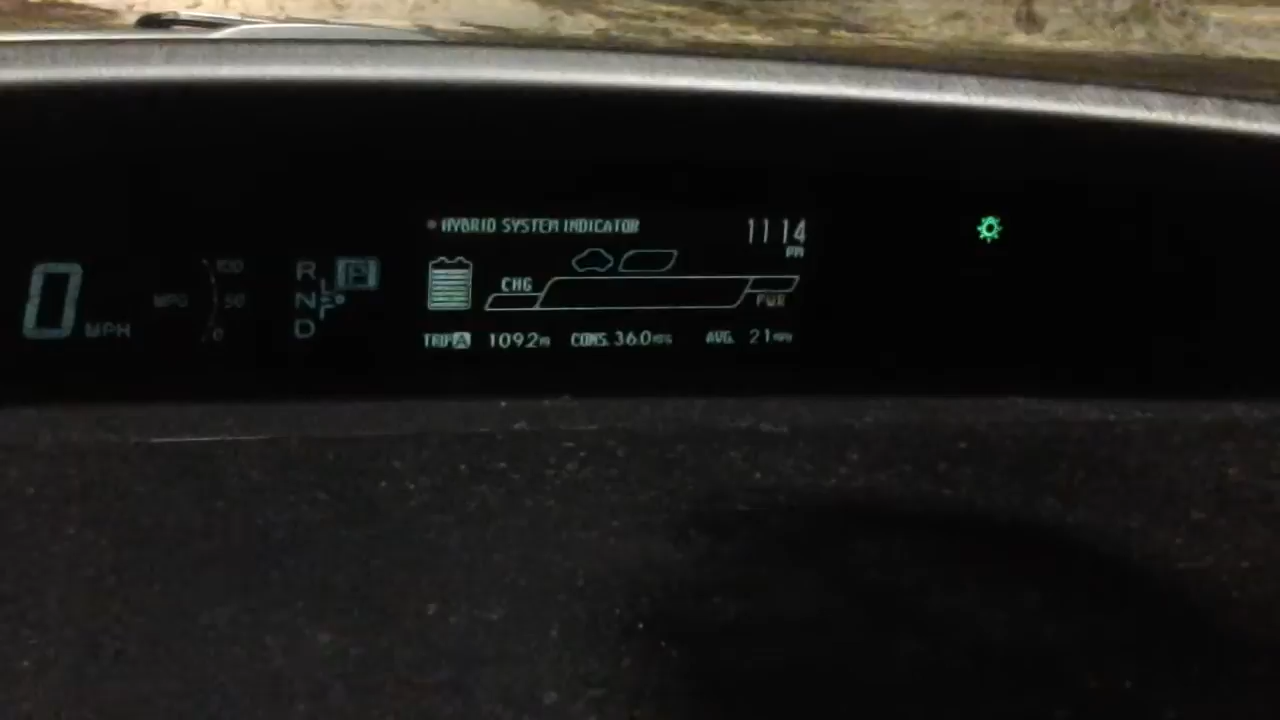 HYBRID SYSTEM INDICATOR
11 14
PM
0 MPH
MPG
100
50
0
R
N
D
P
CHG
PWR
TRIP A 1092m CONS. 36.0MPG AVG. 21MPH